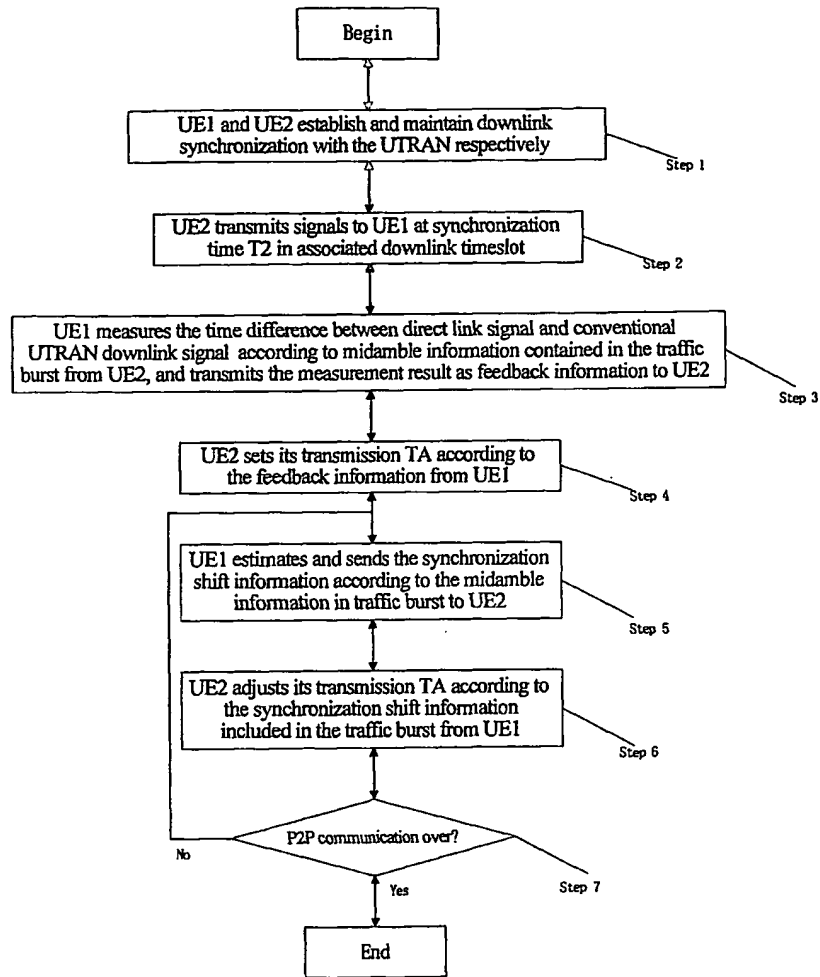 Begin
UE1 and UE2 establish and maintain downlink
synchronization with the UTRAN respectively
Step 1
UE2 transmits signals to UE1 at synchronization
time T2 in associated downlink timeslot
Step 2
UE1 measures the time difference between direct link signal and conventional
UTRAN downlink signal according to midamble information contained in the traffic
burst from UE2, and transmits the measurement result as feedback information to UE2
Step 3
UE2 sets its transmission TA according to
the feedback information from UE1
Step 4
UE1 estimates and sends the synchronization
shift information according to the midamble
information in traffic burst to UE2
Step 5
UE2 adjusts its transmission TA according to
the synchronization shift information
included in the traffic burst from UE1
Step 6
P2P communication over?
No
Step 7
Yes
End